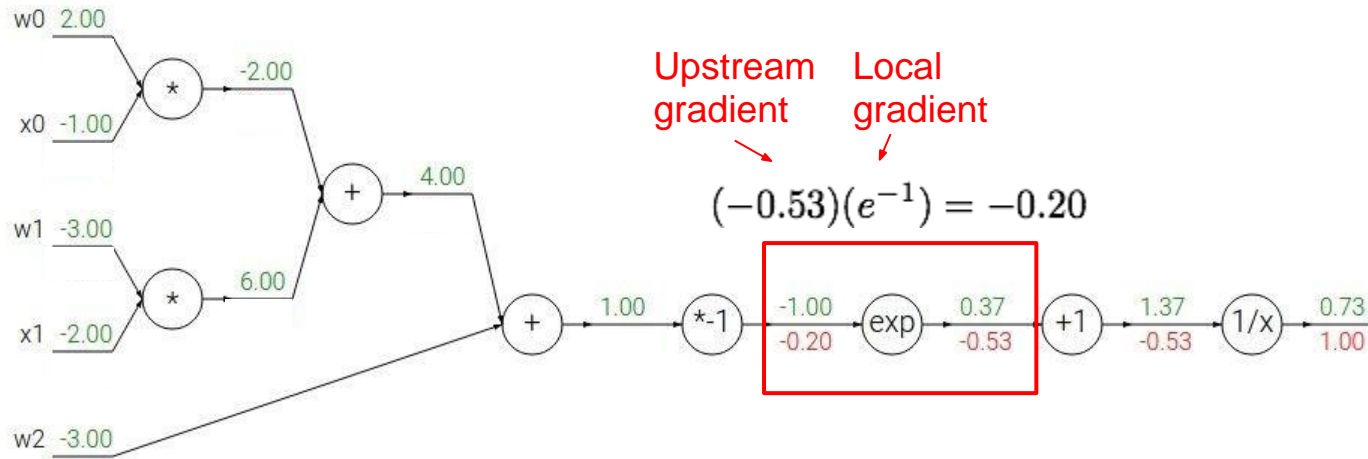 w0 2.00
-2.00
*
x0 -1.00
Upstream gradient
Local gradient
4.00
+
(-0.53)(e^{-1}) = -0.20
w1 -3.00
6.00
*
x1 -2.00
+ 1.00 *-1 -1.00 exp 0.37 +1 1.37 1/x 0.73
-0.20 -0.53 -0.53 1.00
w2 -3.00